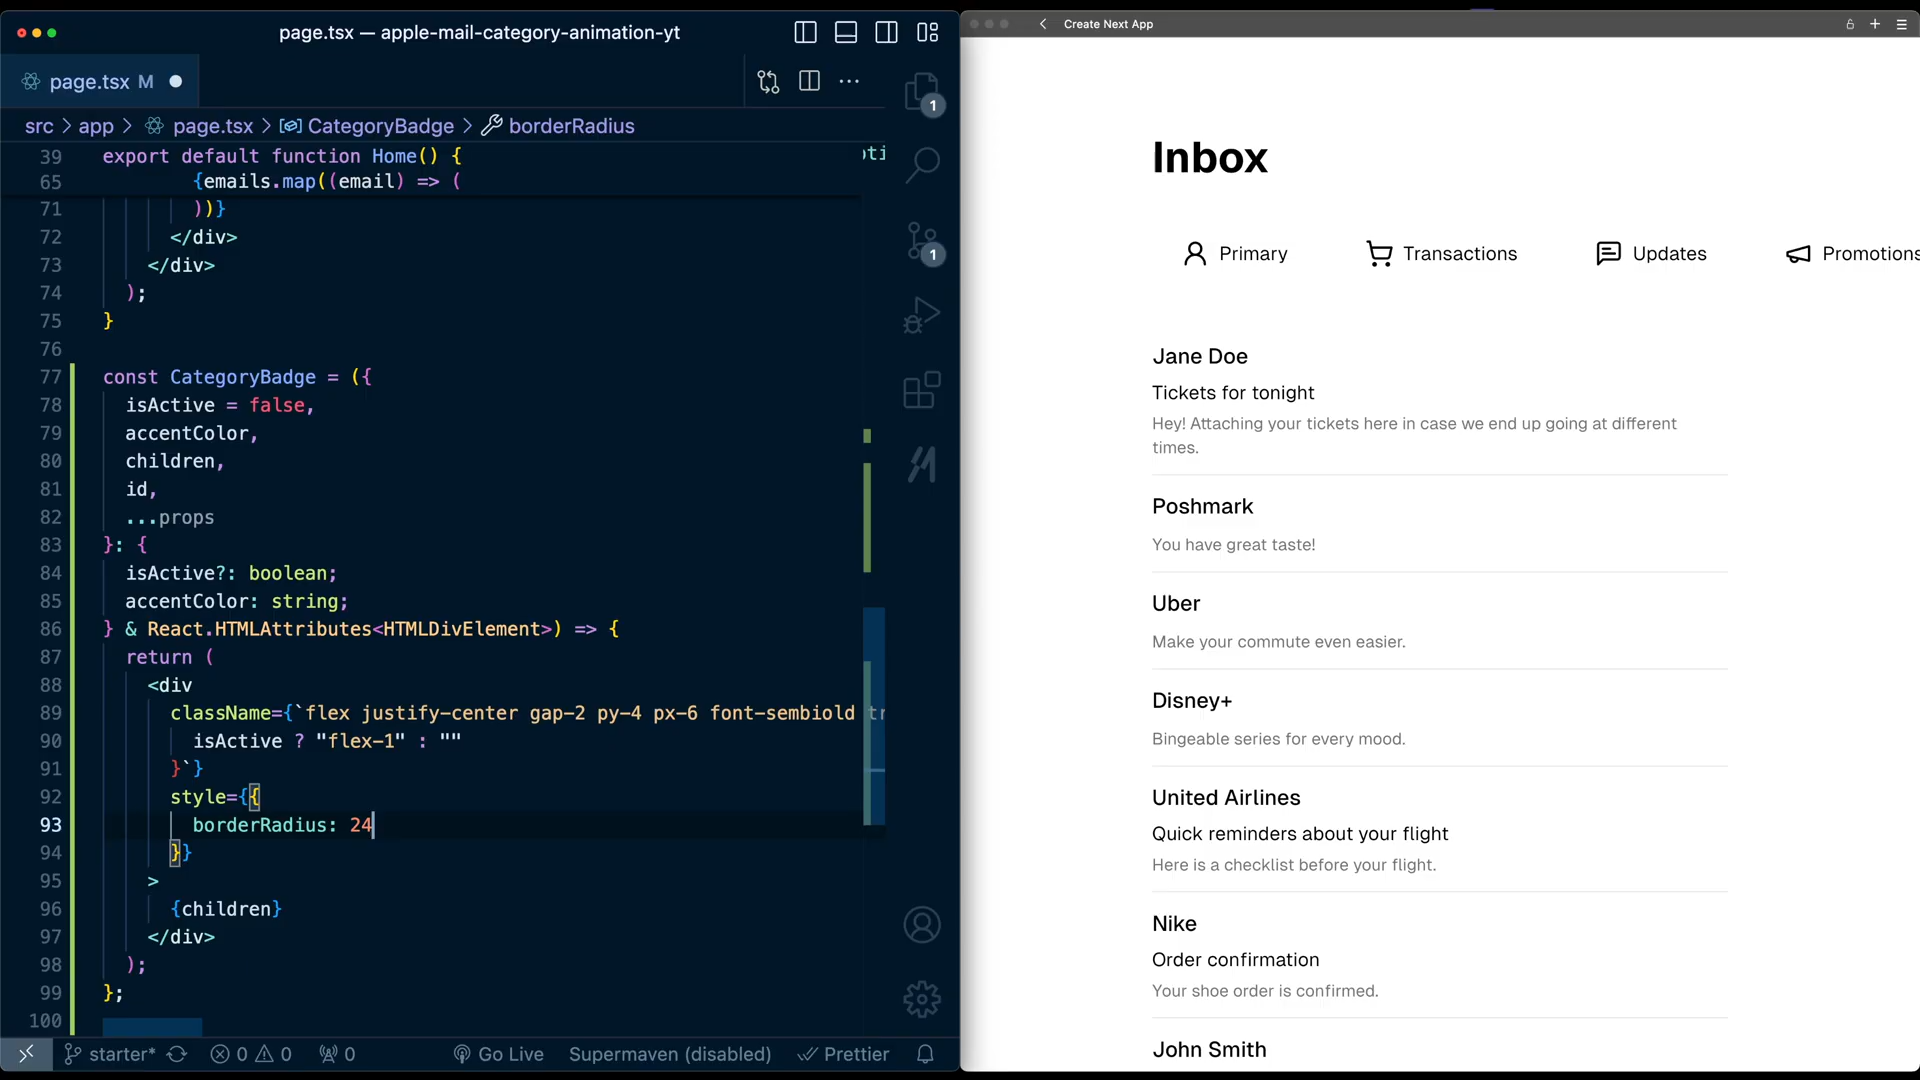 page.tsx — apple-mail-category-animation-yt
page.tsx M
src > app > page.tsx > CategoryBadge > borderRadius
39 export default function Home() {
65 {emails.map((email) => (
71 ))}
72 </div>
73 </div>
74 );
75 }
76
77 const CategoryBadge = ({
78 isActive = false,
79 accentColor,
80 children,
81 id,
82 ...props
83 }: {
84 isActive?: boolean;
85 accentColor: string;
86 } & React.HTMLAttributes<HTMLDivElement>) => {
87 return (
88 <div
89 className={`flex justify-center gap-2 py-4 px-6 font-sembiold tr
90 isActive ? "flex-1" : ""
91 }`}
92 style={{
93 borderRadius: 24
94 }}
95 >
96 {children}
97 </div>
98 );
99 };
100
1
1
starter* 0 0 0 Go Live Supermaven (disabled) Prettier
Create Next App
Inbox
Primary Transactions Updates Promotions
Jane Doe
Tickets for tonight
Hey! Attaching your tickets here in case we end up going at different
times.
Poshmark
You have great taste!
Uber
Make your commute even easier.
Disney+
Bingeable series for every mood.
United Airlines
Quick reminders about your flight
Here is a checklist before your flight.
Nike
Order confirmation
Your shoe order is confirmed.
John Smith